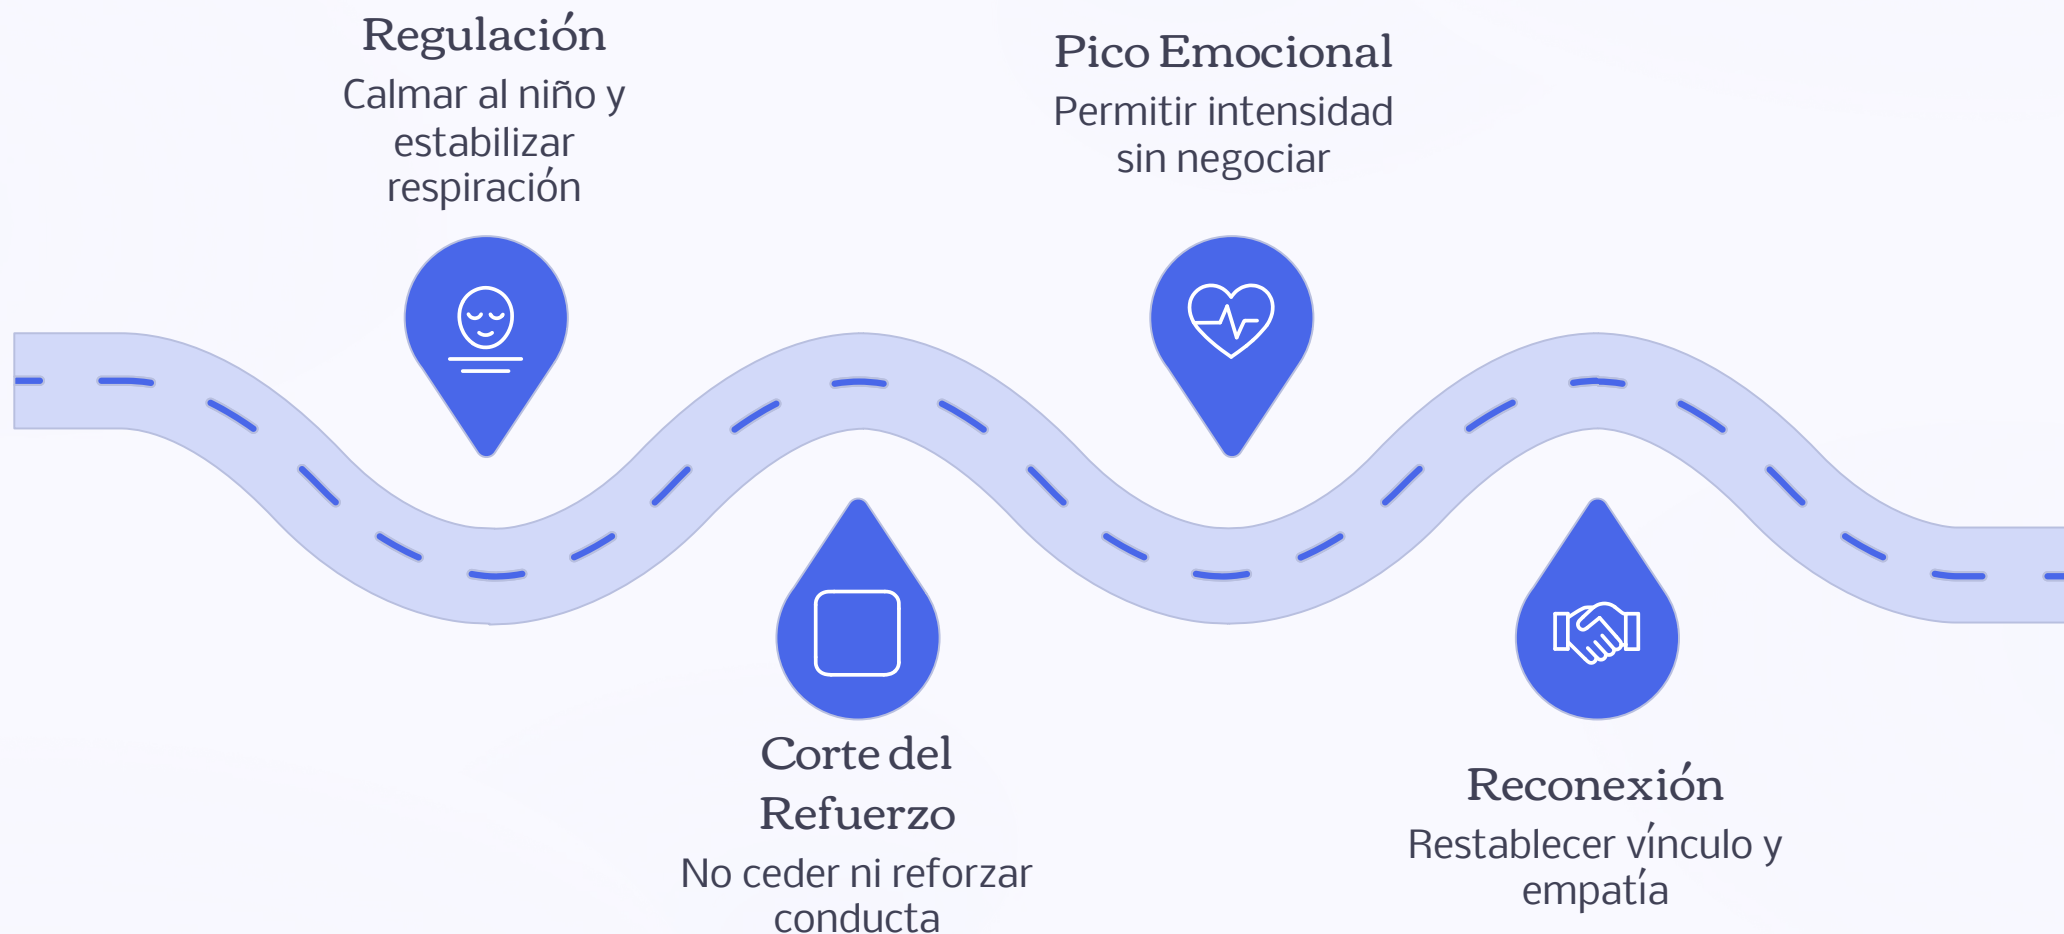 Regulación
Calmar al niño y
estabilizar
respiración
Corte del
Refuerzo
No ceder ni reforzar
conducta
Pico Emocional
Permitir intensidad
sin negociar
Reconexión
Restablecer vínculo y
empatía